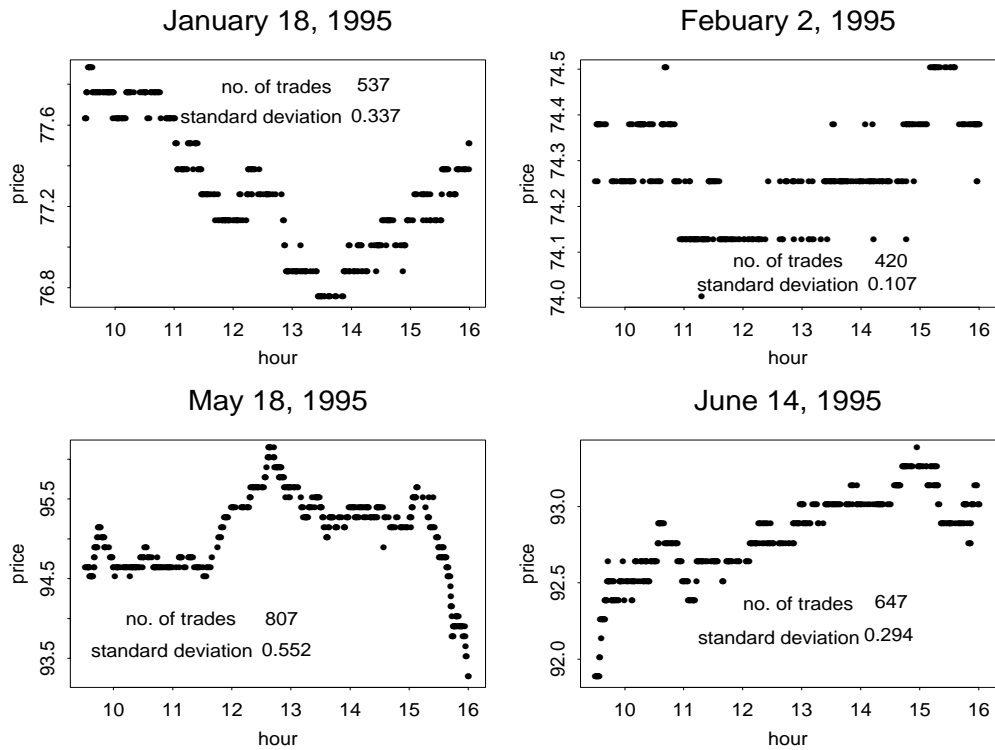 January 18, 1995
no. of trades 537
standard deviation 0.337
price
77.6
77.2
76.8
10 11 12 13 14 15 16
hour
Febuary 2, 1995
74.5
74.4
74.3
74.2
74.1
74.0
price
no. of trades 420
standard deviation 0.107
10 11 12 13 14 15 16
hour
May 18, 1995
95.5
94.5
93.5
price
no. of trades 807
standard deviation 0.552
10 11 12 13 14 15 16
hour
June 14, 1995
93.0
92.5
92.0
price
no. of trades 647
standard deviation 0.294
10 11 12 13 14 15 16
hour